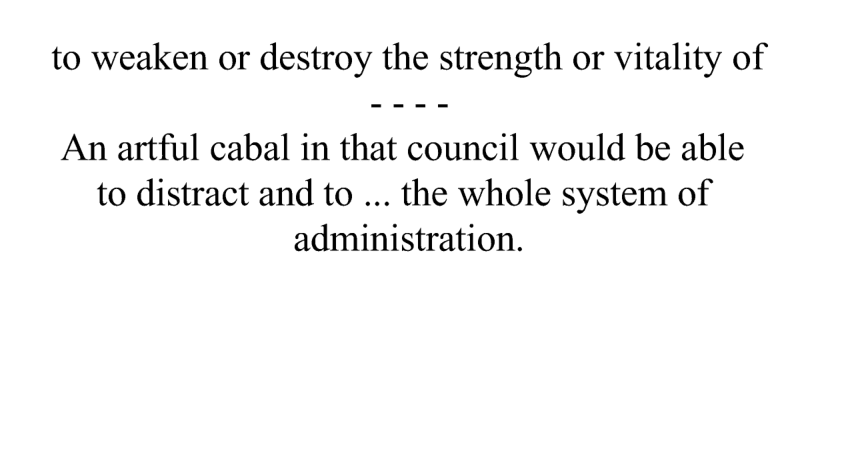 to weaken or destroy the strength or vitality of
- - - -
An artful cabal in that council would be able
to distract and to ... the whole system of
administration.